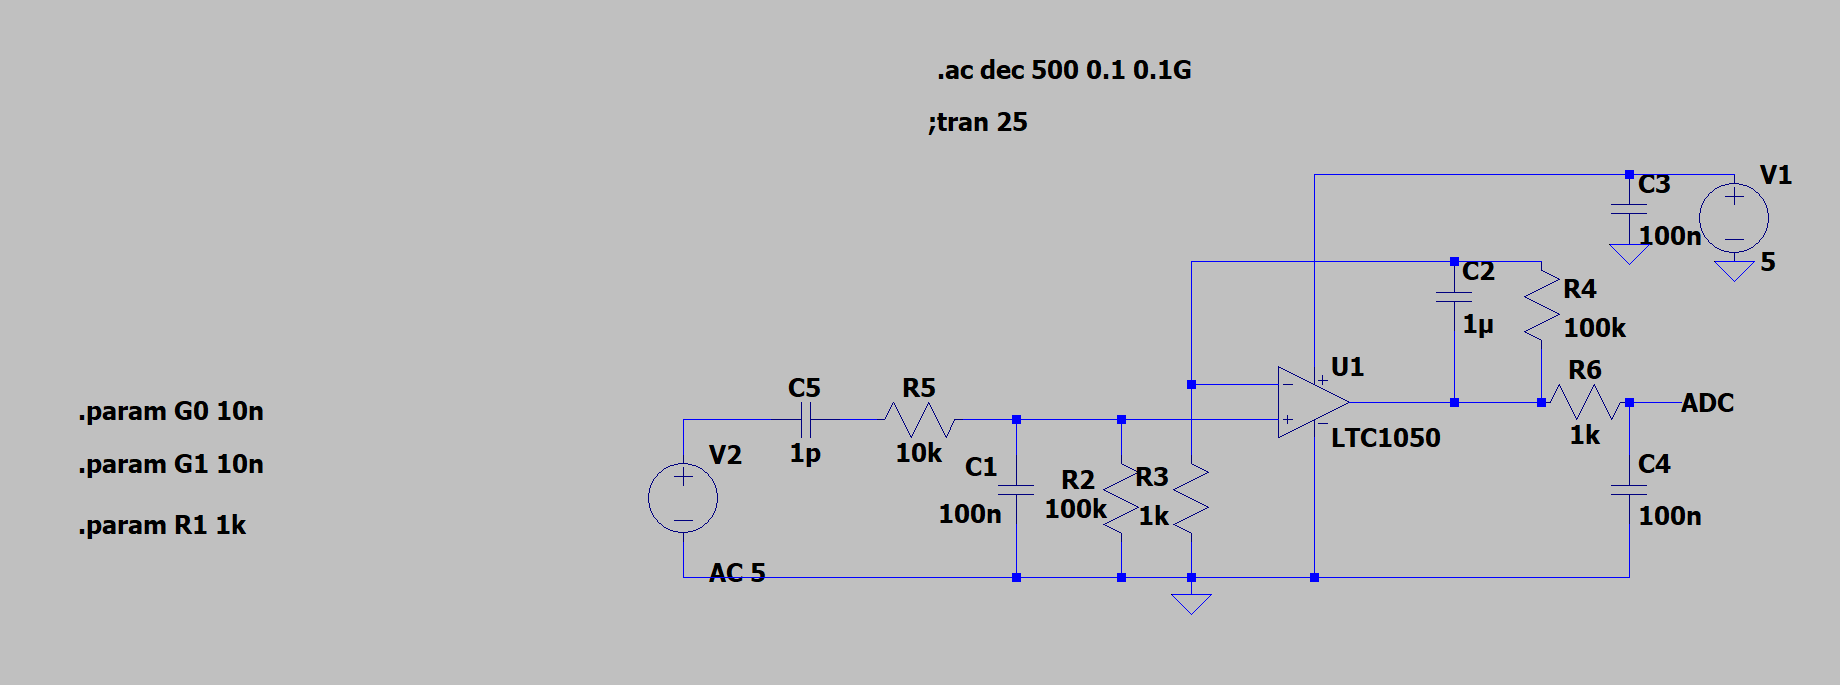 .ac dec 500 0.1 0.1G
;tran 25
V1
C3
100n
5
C2
1µ
R4
100k
U1
LTC1050
R6
1k
ADC
C5
1p
R5
10k
.param G0 10n
.param G1 10n
.param R1 1k
V2
AC 5
C1
100n
R2
100k
R3
1k
C4
100n